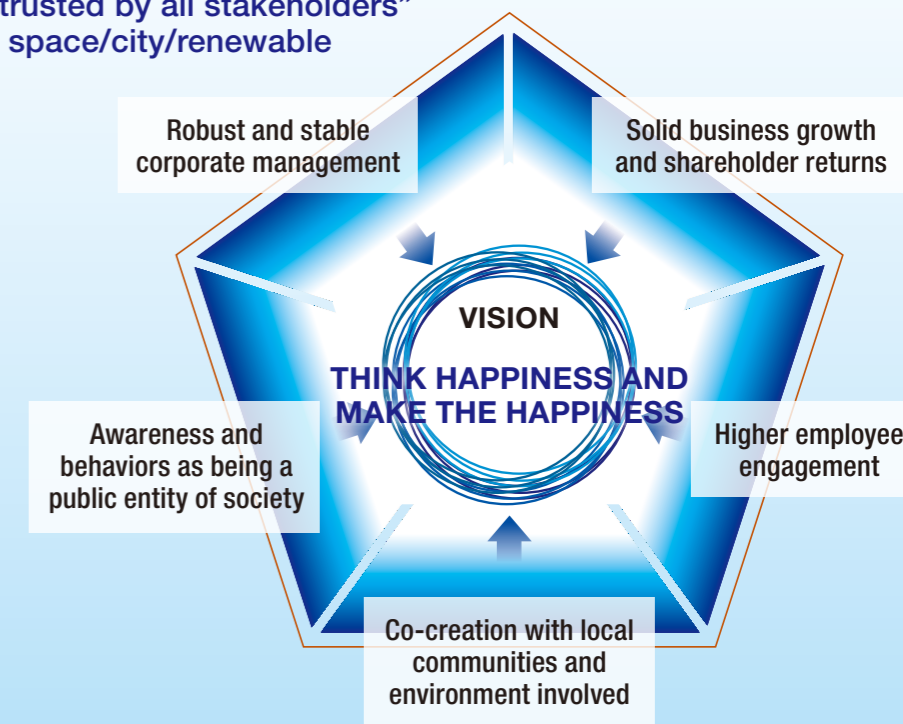 trusted by all stakeholders”
space/city/renewable
Robust and stable
corporate management
Solid business growth
and shareholder returns
VISION
THINK HAPPINESS AND
MAKE THE HAPPINESS
Awareness and
behaviors as being a
public entity of society
Higher employee
engagement
Co-creation with local
communities and
environment involved